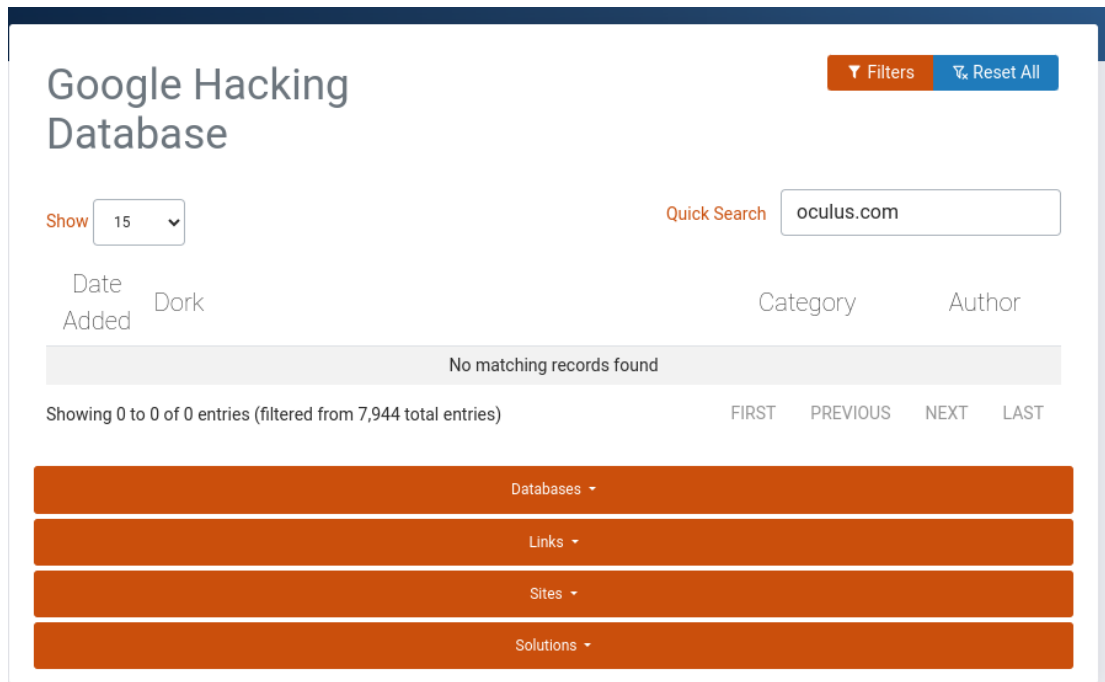 Google Hacking
Database
Filters
Reset All
Show 15
Quick Search oculus.com
Date
Added
Dork
Category
Author
No matching records found
Showing 0 to 0 of 0 entries (filtered from 7,944 total entries)
FIRST PREVIOUS NEXT LAST
Databases
Links
Sites
Solutions